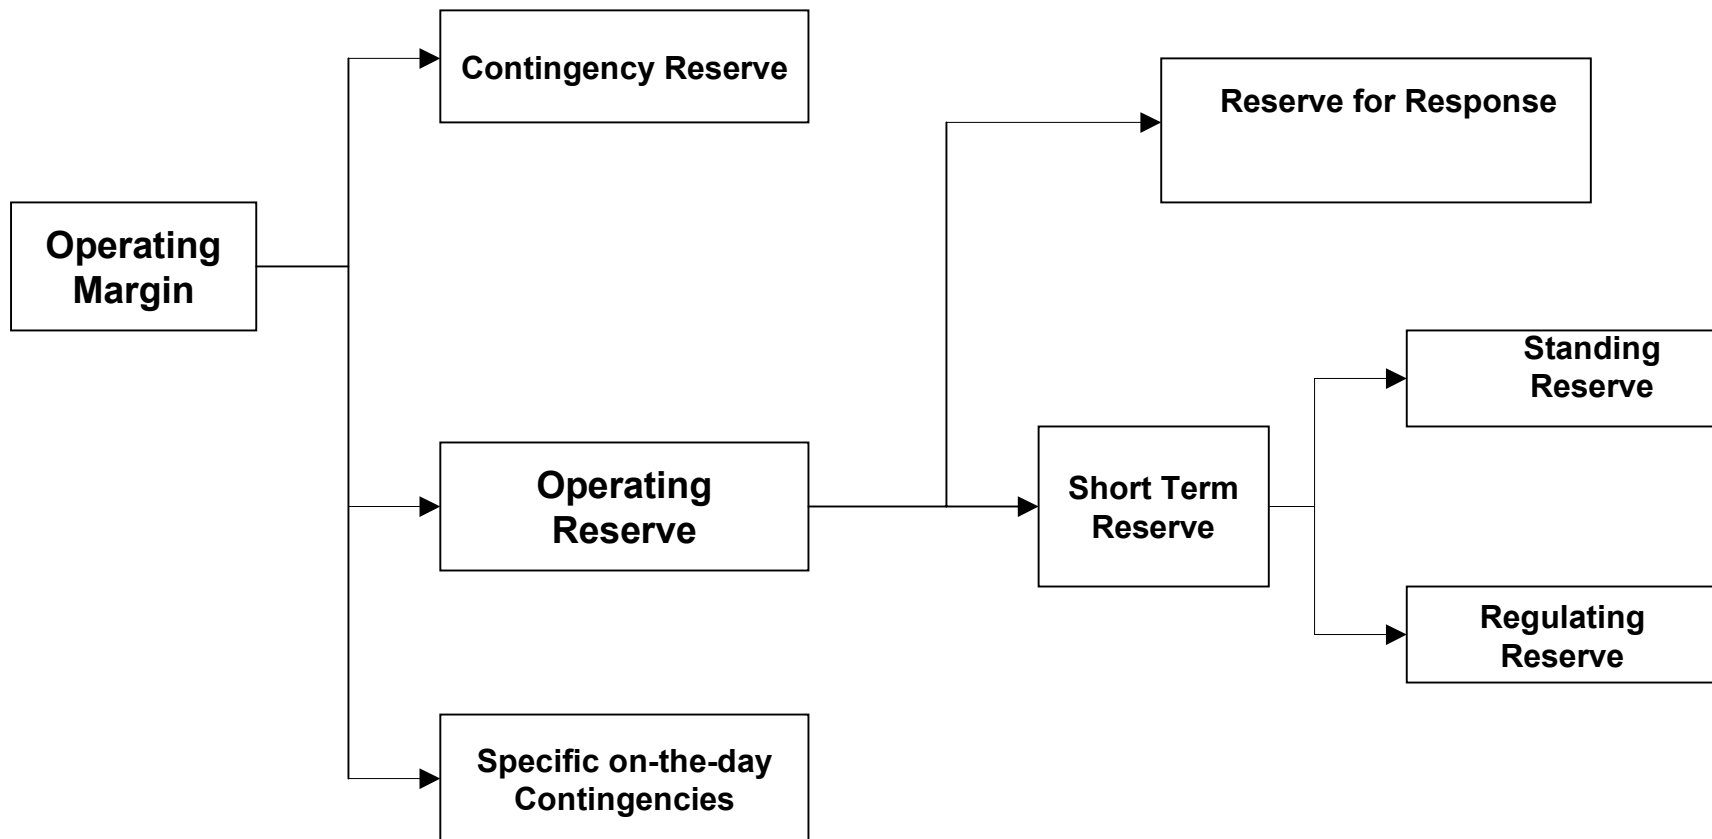 Contingency Reserve
Reserve for Response
Operating
Margin
Standing
Reserve
Operating
Reserve
Short Term
Reserve
Regulating
Reserve
Specific on-the-day
Contingencies